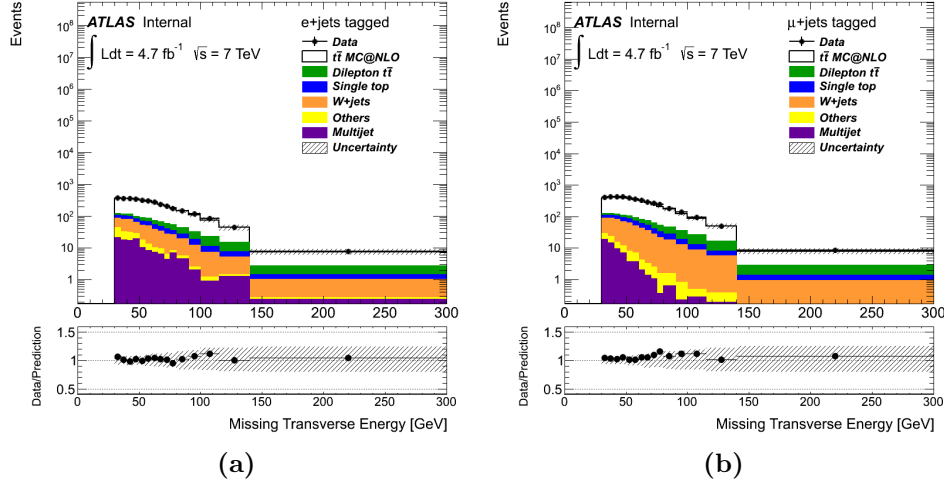 Events
ATLAS Internal
e+jets tagged
∫ Ldt = 4.7 fb⁻¹ √s = 7 TeV
Data
tt̄ MC@NLO
Dilepton tt̄
Single top
W+jets
Others
Multijet
Uncertainty
10⁶
10⁵
10⁴
10³
10²
10
1
0 50 100 150 200 250 300
Data/Prediction
1.5
1
0.5
0 50 100 150 200 250 300
Missing Transverse Energy [GeV]
(a)
Events
ATLAS Internal
μ+jets tagged
∫ Ldt = 4.7 fb⁻¹ √s = 7 TeV
Data
tt̄ MC@NLO
Dilepton tt̄
Single top
W+jets
Others
Multijet
Uncertainty
10⁶
10⁵
10⁴
10³
10²
10
1
0 50 100 150 200 250 300
Data/Prediction
1.5
1
0.5
0 50 100 150 200 250 300
Missing Transverse Energy [GeV]
(b)